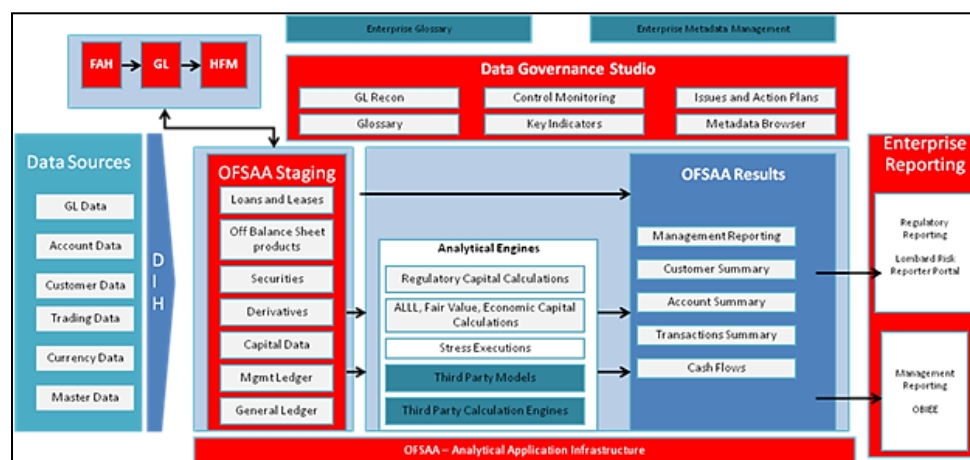 Enterprise Glossary
Enterprise Metadata Management
FAH
GL
HFM
Data Governance Studio
GL Recon
Control Monitoring
Issues and Action Plans
Glossary
Key Indicators
Metadata Browser
Data Sources
GL Data
Account Data
Customer Data
Trading Data
Currency Data
Master Data
D
I
H
OFSAA Staging
Loans and Leases
Off Balance Sheet
products
Securities
Derivatives
Capital Data
Mgmt Ledger
General Ledger
Analytical Engines
Regulatory Capital Calculations
ALLL, Fair Value, Economic Capital
Calculations
Stress Executions
Third Party Models
Third Party Calculation Engines
OFSAA Results
Management Reporting
Customer Summary
Account Summary
Transactions Summary
Cash Flows
Enterprise
Reporting
Regulatory
Reporting
Lombard Risk
Reporter Portal
Management
Reporting
OBIEE
OFSAA – Analytical Application Infrastructure